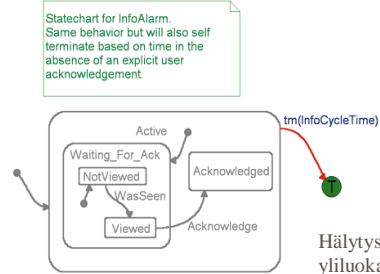 Statechart for InfoAlarm.
Same behavior but will also self
terminate based on time in the
absence of an explicit user
acknowledgement.
tm(InfoCycleTime)
Active
Waiting_For_Ack
NotViewed
Acknowledged
WasSeen
T
Viewed
Acknowledge
Hälytys
yliluoka